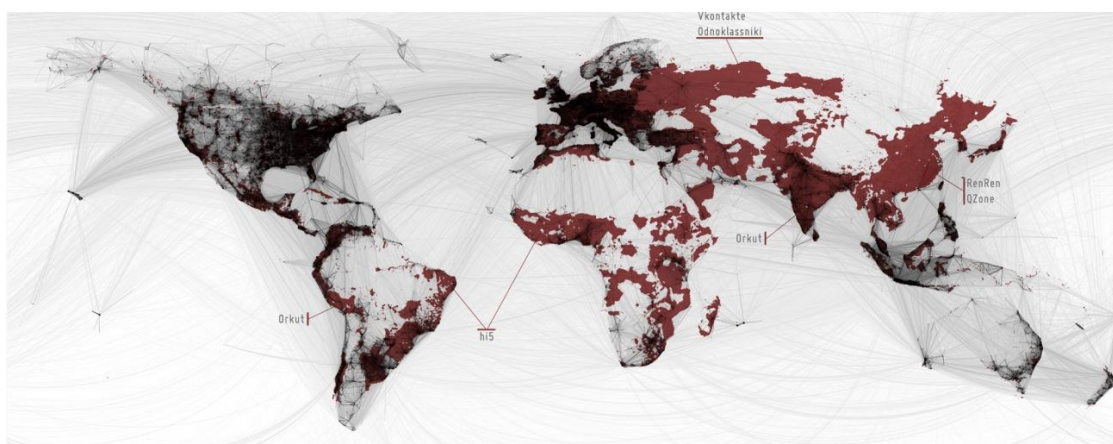 Vkontakte
Odnoklassniki
RenRen
QZone
Orkut
Orkut
hi5